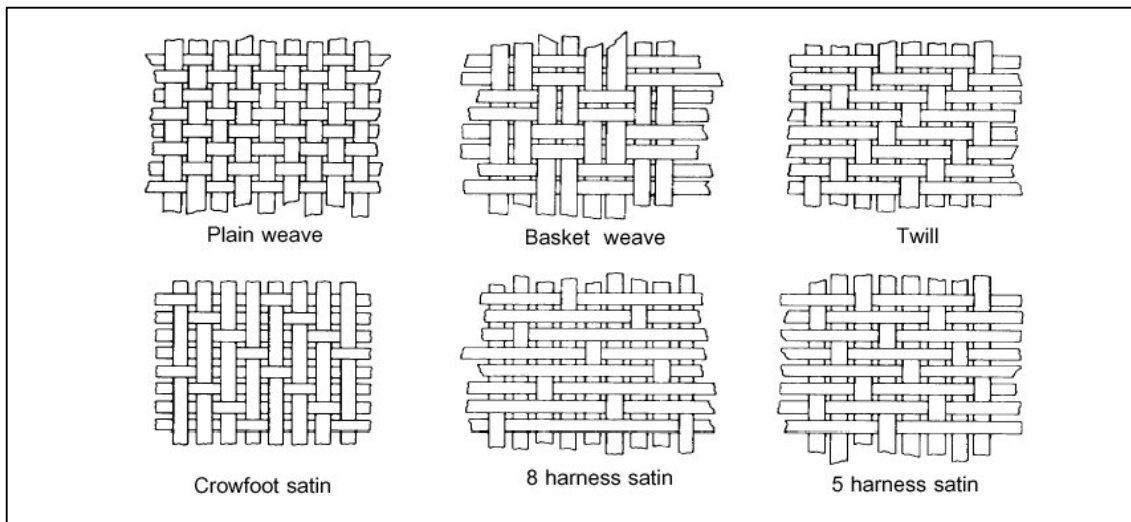 Plain weave
Basket weave
Twill
Crowfoot satin
8 harness satin
5 harness satin